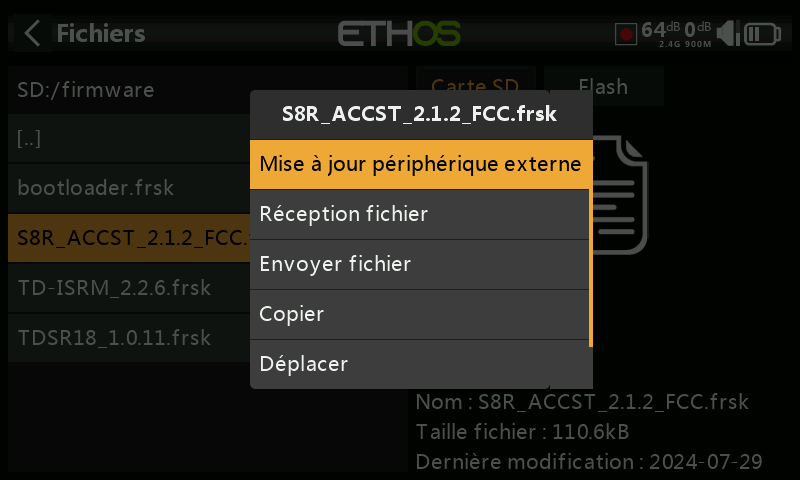 Fichiers
ETHOS
64dB 0dB
2.4G 900M
SD:/firmware
Carte SD
Flash
[..]
bootloader.frsk
S8R_ACCST_2.1.2_FCC.
TD-ISRM_2.2.6.frsk
TDSR18_1.0.11.frsk
S8R_ACCST_2.1.2_FCC.frsk
Mise à jour périphérique externe
Réception fichier
Envoyer fichier
Copier
Déplacer
Nom : S8R_ACCST_2.1.2_FCC.frsk
Taille fichier : 110.6kB
Dernière modification : 2024-07-29